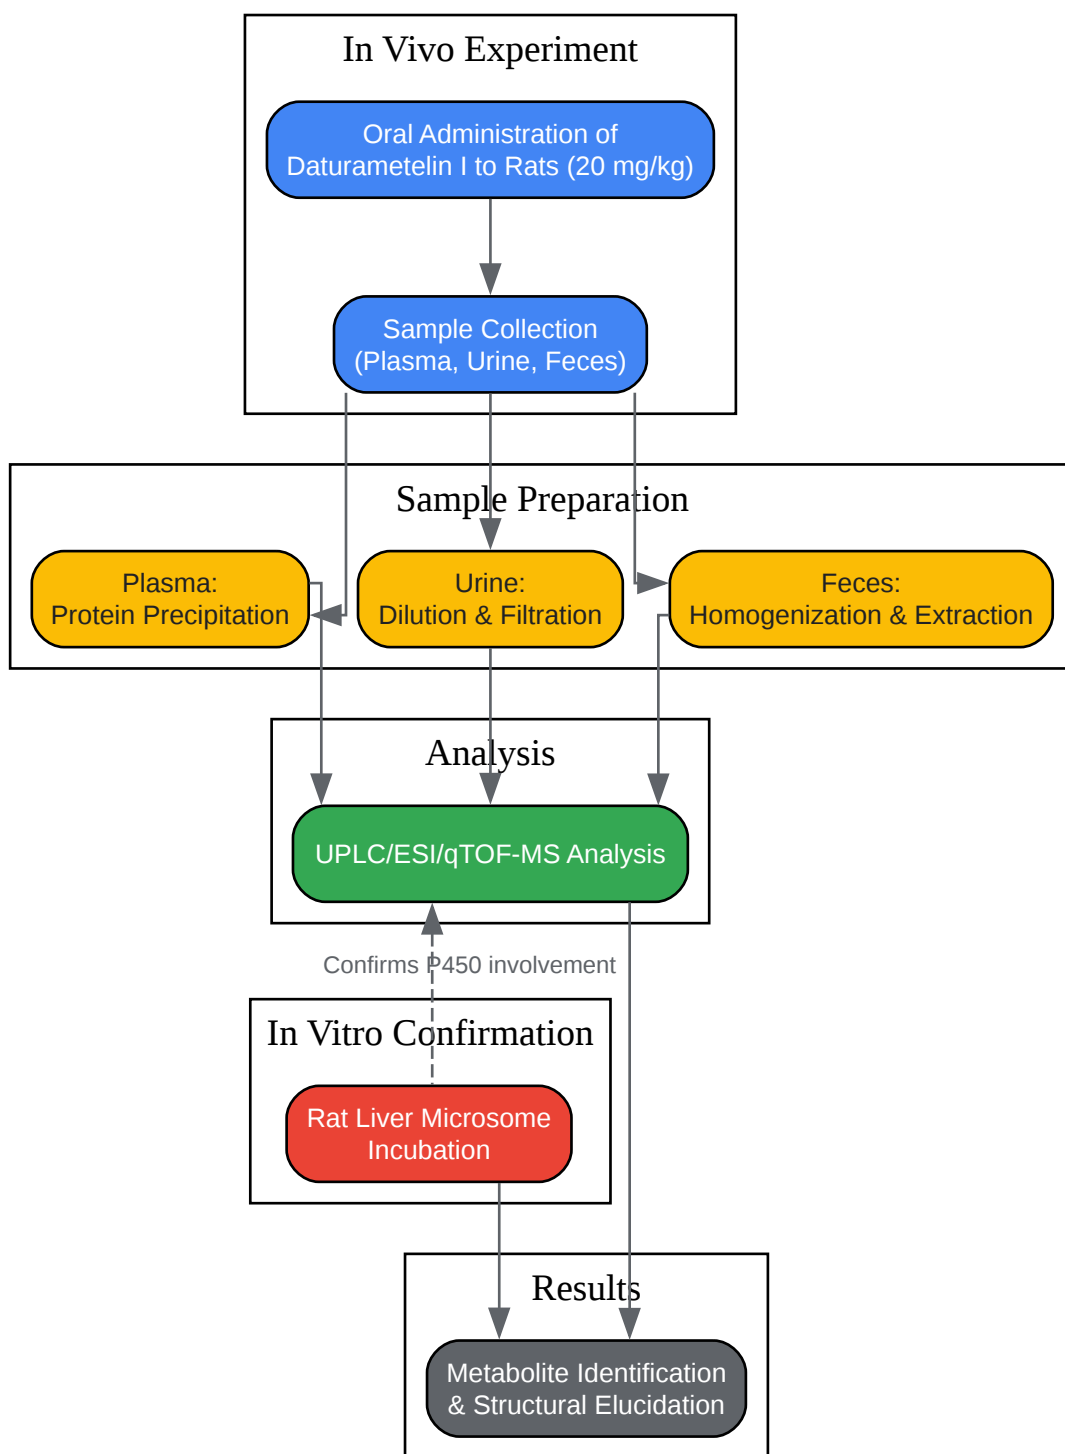 In Vivo Experiment
Oral Administration of
Daturametelin I to Rats (20 mg/kg)
Sample Collection
(Plasma, Urine, Feces)
Sample Preparation
Plasma:
Protein Precipitation
Urine:
Dilution & Filtration
Feces:
Homogenization & Extraction
Analysis
UPLC/ESI/qTOF-MS Analysis
Confirms P450 involvement
In Vitro Confirmation
Rat Liver Microsome
Incubation
Results
Metabolite Identification
& Structural Elucidation